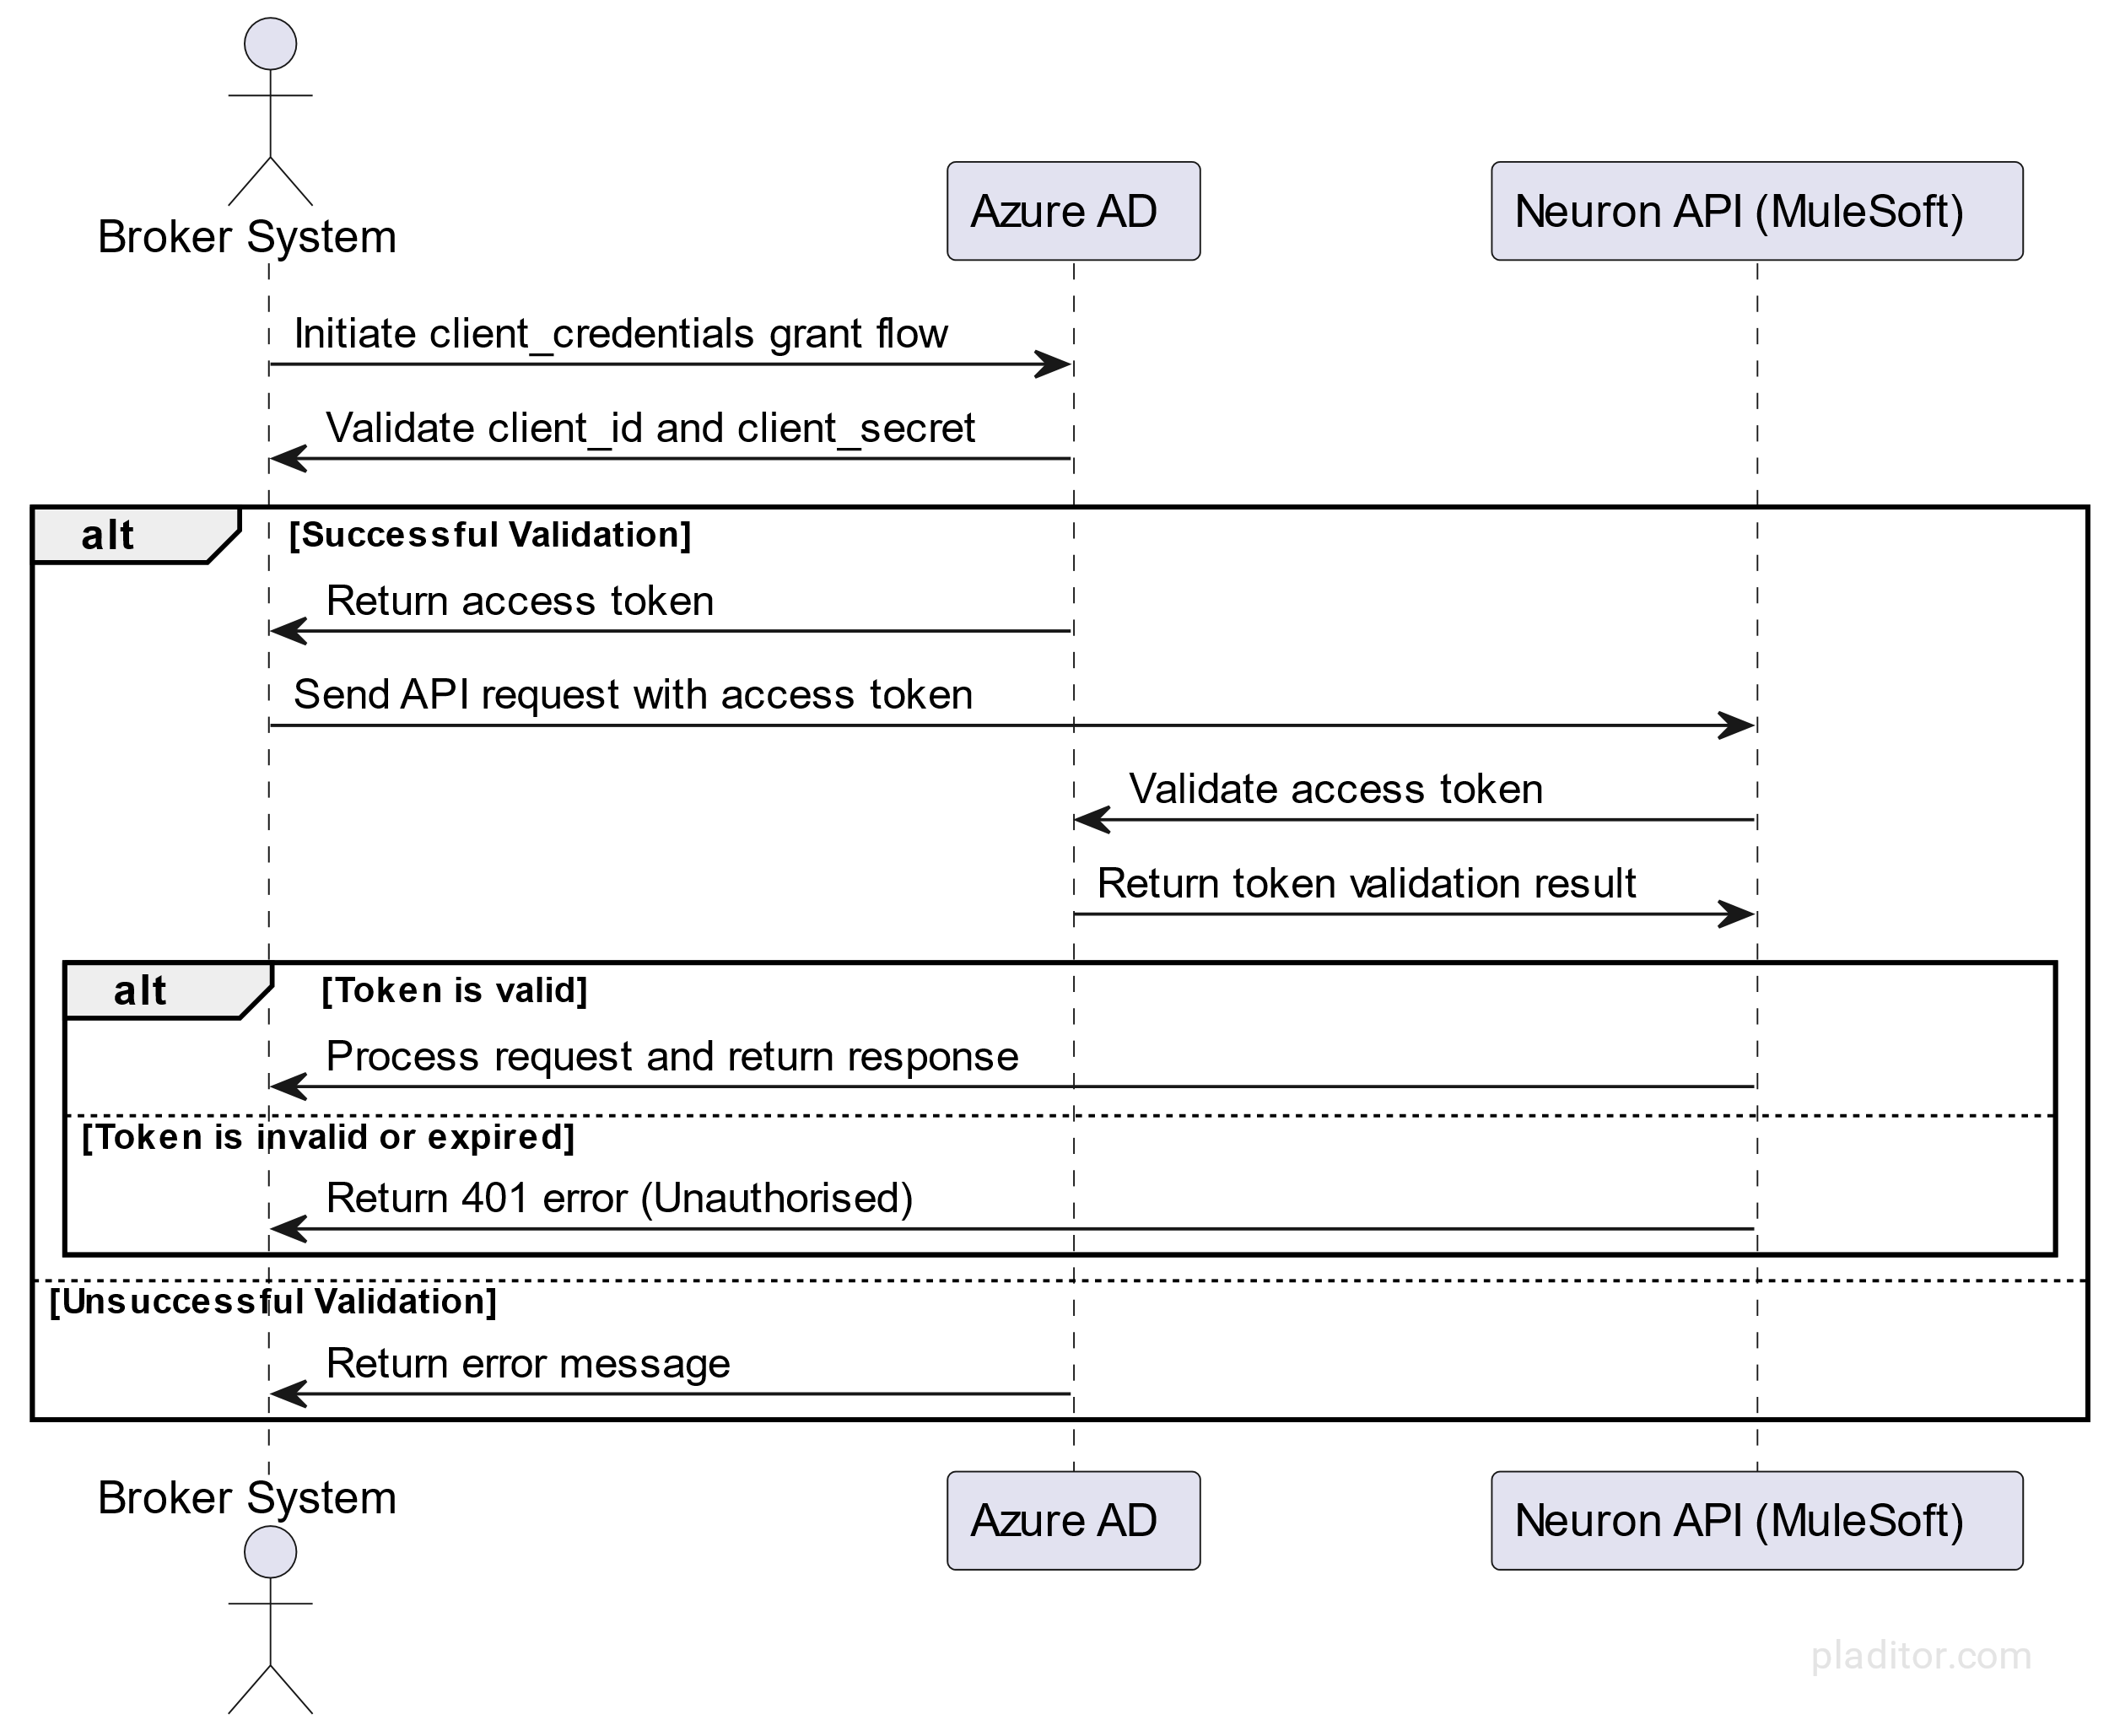 Broker System
Azure AD
Neuron API (MuleSoft)
Initiate client_credentials grant flow
Validate client_id and client_secret
alt
[Successful Validation]
Return access token
Send API request with access token
Validate access token
Return token validation result
alt
[Token is valid]
Process request and return response
[Token is invalid or expired]
Return 401 error (Unauthorised)
[Unsuccessful Validation]
Return error message
Broker System
Azure AD
Neuron API (MuleSoft)
pladitor.com